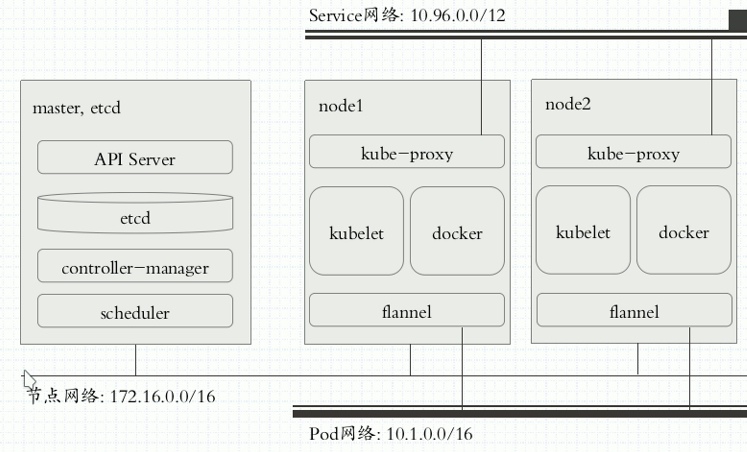 Service网络: 10.96.0.0/12
master, etcd
API Server
etcd
controller-manager
scheduler
node1
kube-proxy
kubelet
docker
flannel
node2
kube-proxy
kubelet
docker
flannel
节点网络: 172.16.0.0/16
Pod网络: 10.1.0.0/16